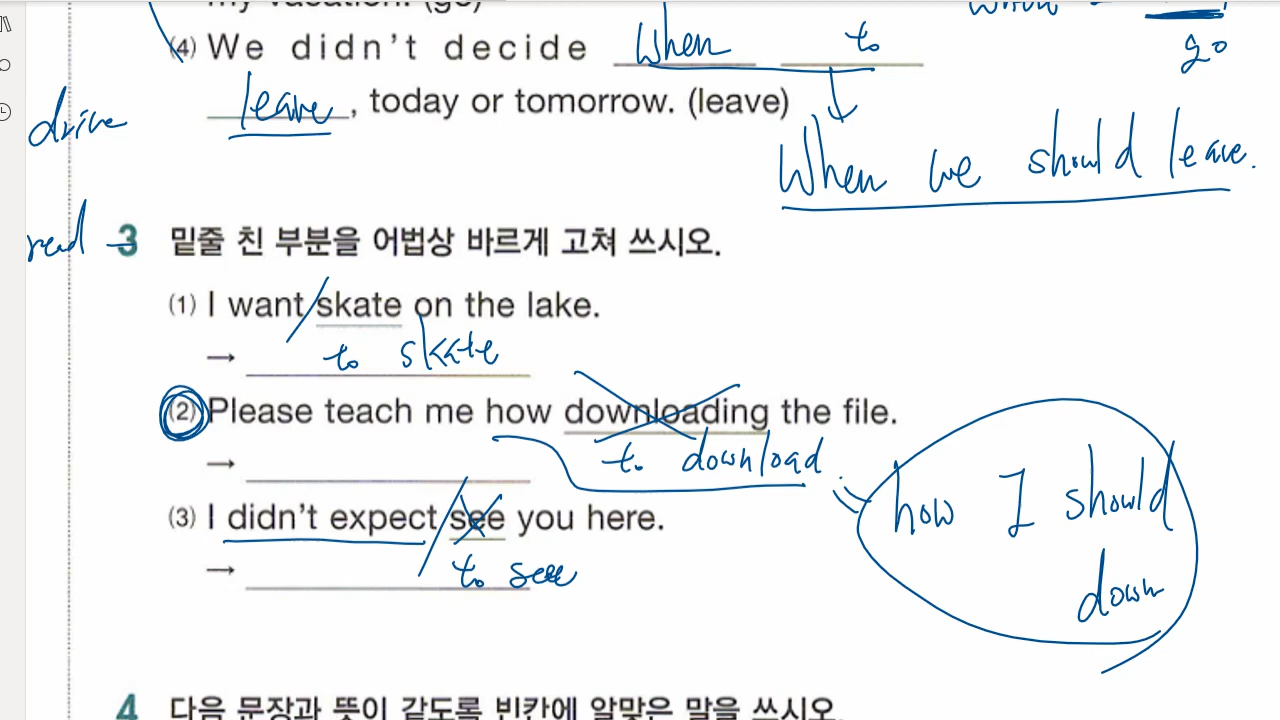 my vacation. (go)
go
(4) We didn't decide when to
leave, today or tomorrow. (leave)
drive
when we should leave.
read
3 밑줄 친 부분을 어법상 바르게 고쳐 쓰시오.
(1) I want skate on the lake.
→ to skate
(2) Please teach me how downloading the file.
→ to download
how I should
down
(3) I didn't expect see you here.
→ to see
4 다음 문장과 뜻이 같도록 빈칸에 알맞은 말을 쓰시오.